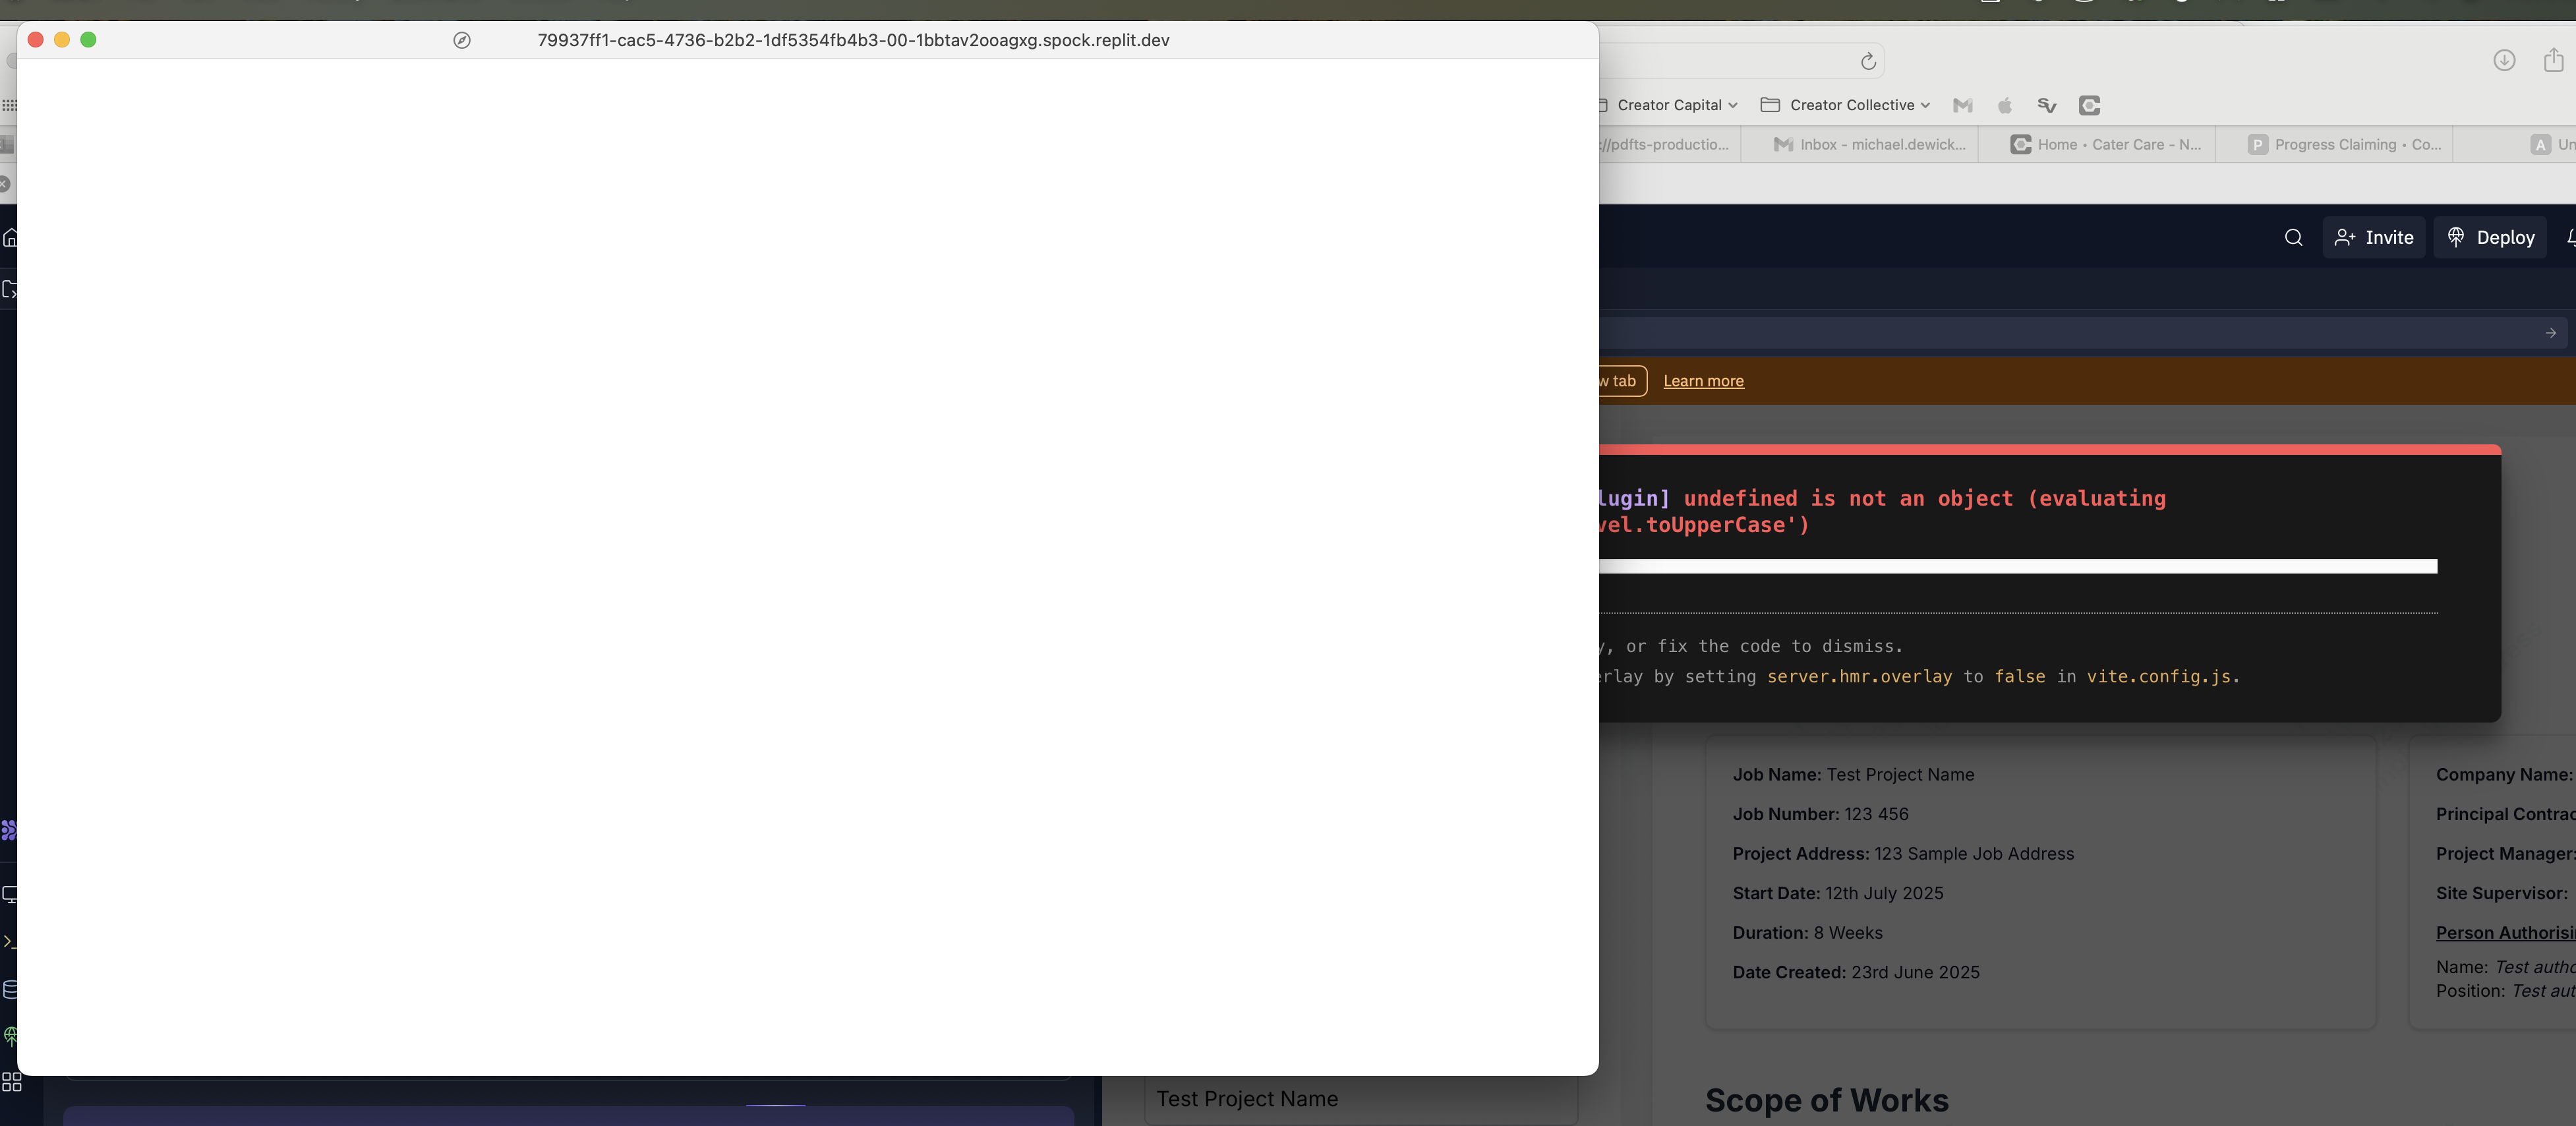 79937ff1-cac5-4736-b2b2-1df5354fb4b3-00-1bbtav2ooagxg.spock.replit.dev
Creator Capital
Creator Collective
://pdfts-productio...
Inbox - michael.dewick...
Home • Cater Care - N...
P
Progress Claiming • Co...
A
Un
Invite
Deploy
w tab
Learn more
lugin] undefined is not an object (evaluating
vel.toUpperCase')
y, or fix the code to dismiss.
erlay by setting server.hmr.overlay to false in vite.config.js.
Job Name: Test Project Name
Job Number: 123 456
Project Address: 123 Sample Job Address
Start Date: 12th July 2025
Duration: 8 Weeks
Date Created: 23rd June 2025
Company Name:
Principal Contrac
Project Manager:
Site Supervisor:
Person Authorisi
Name: Test autho
Position: Test aut
Test Project Name
Scope of Works